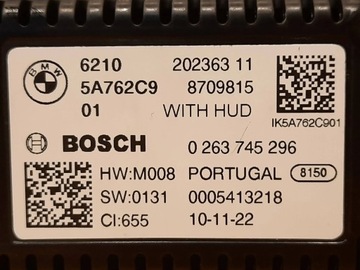 BMW
6210 202363 11
5A762C9 8709815
01 WITH HUD
IK5A762C901
BOSCH 0 263 745 296
HW:M008 PORTUGAL 8150
SW:0131 0005413218
CI:655 10-11-22